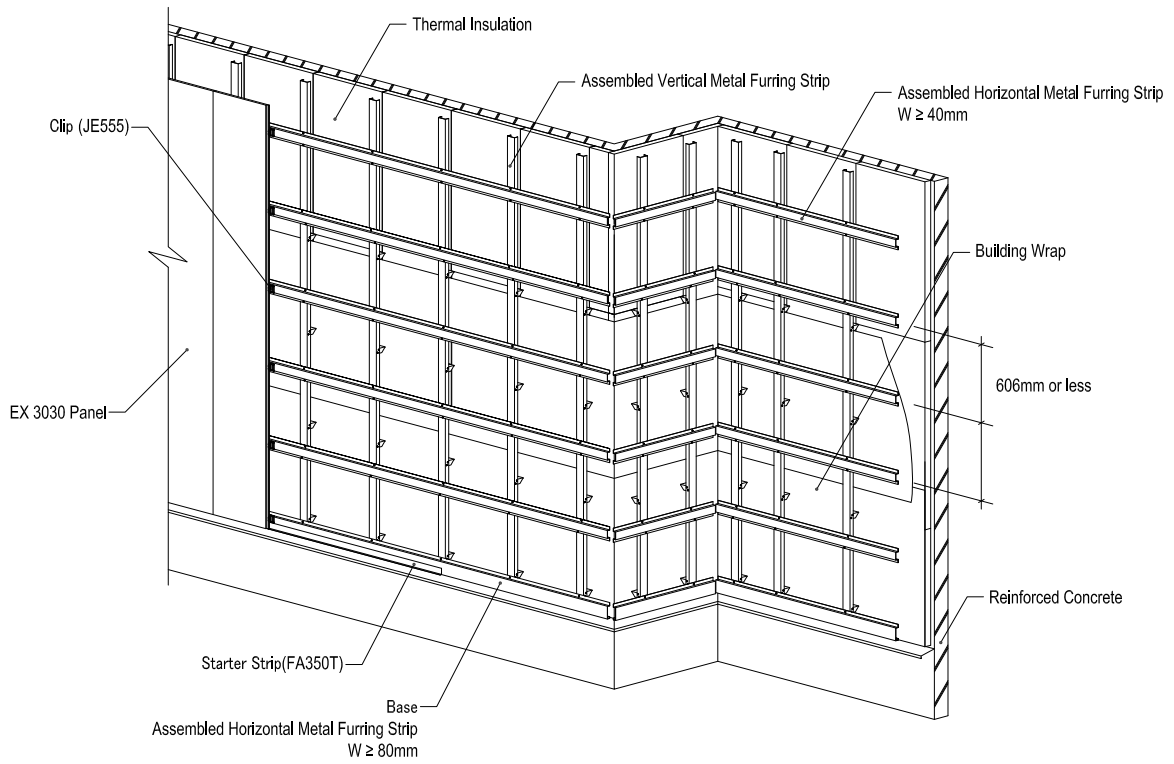 Thermal Insulation
Assembled Vertical Metal Furring Strip
Assembled Horizontal Metal Furring Strip
W ≥ 40mm
Clip (JE555)
Building Wrap
606mm or less
EX 3030 Panel
Reinforced Concrete
Starter Strip(FA350T)
Base
Assembled Horizontal Metal Furring Strip
W ≥ 80mm